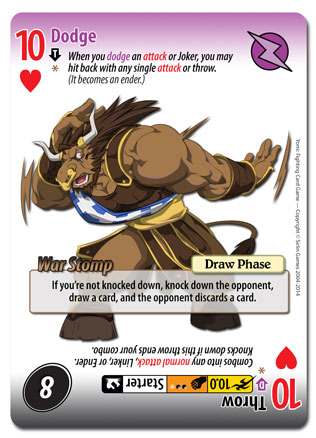 10 Dodge
When you dodge an attack or Joker, you may
* hit back with any single attack or throw.
(It becomes an ender.)
Yomi Fighting Card Game — Copyright © Sirlin Games 2004-2014
War Stomp
Draw Phase
If you're not knocked down, knock down the opponent,
draw a card, and the opponent discards a card.
8
10 Throw
10.0 Starter
Combos into any normal attack, Linker, or Ender.
* Knocks down if this throw ends your combo.